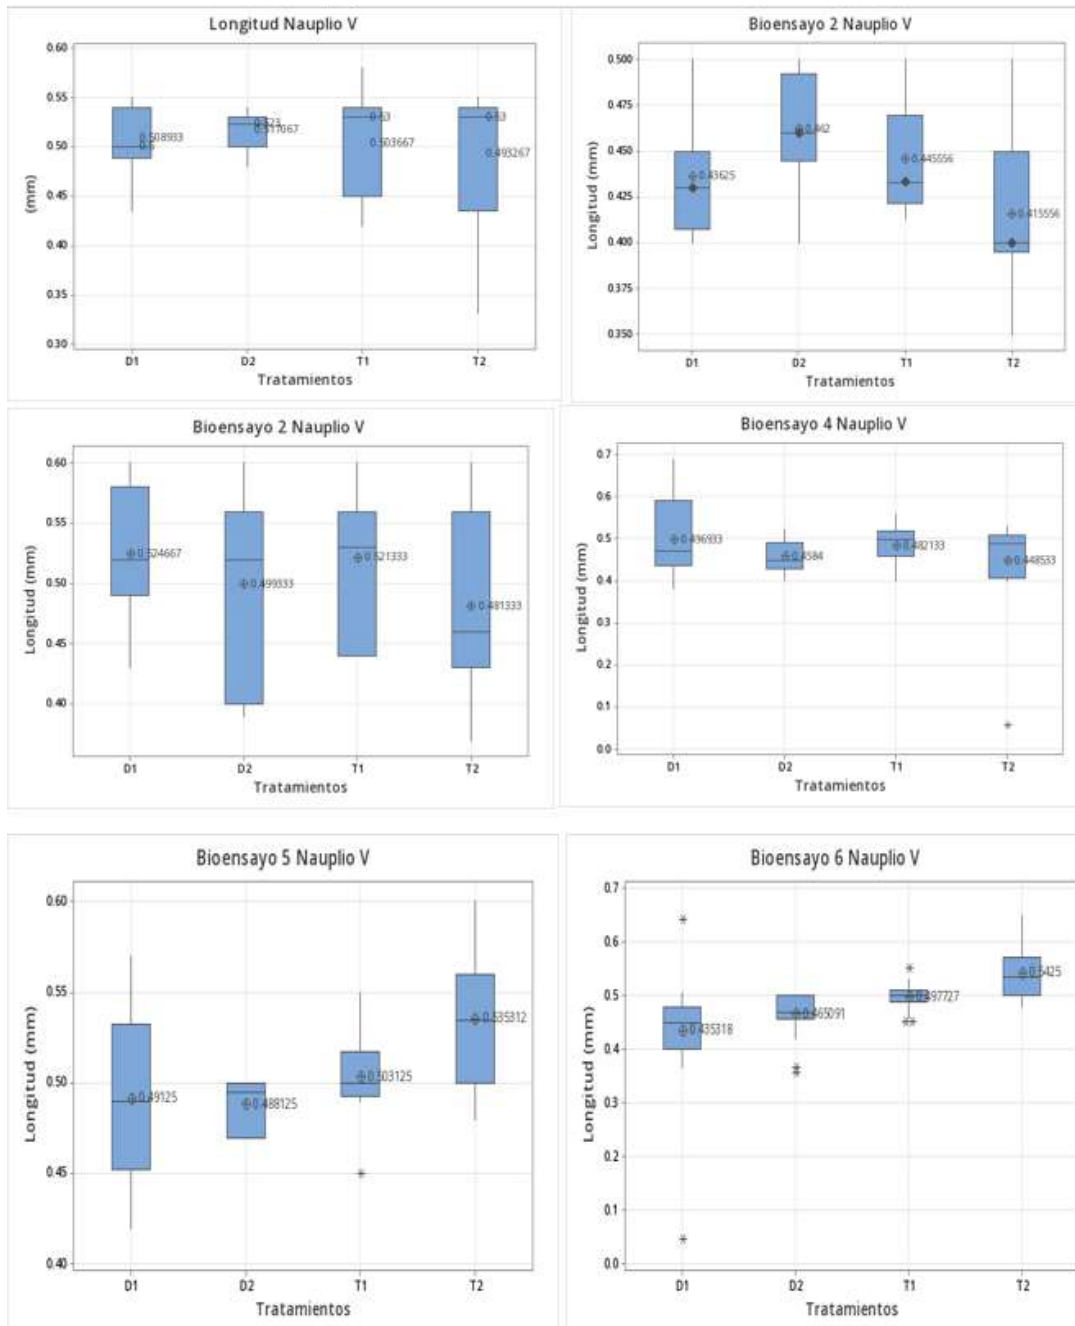 Longitud Nauplio V
(mm)
0.60
0.55
0.50
0.45
0.40
0.35
0.30
0.508933
0.5
0.523
0.517067
0.53
0.503667
0.53
0.493267
D1
D2
T1
T2
Tratamientos
Bioensayo 2 Nauplio V
Longitud (mm)
0.500
0.475
0.450
0.425
0.400
0.375
0.350
0.43625
0.462
0.445556
0.415556
D1
D2
T1
T2
Tratamientos
Bioensayo 2 Nauplio V
Longitud (mm)
0.60
0.55
0.50
0.45
0.40
0.524667
0.499333
0.521333
0.481333
D1
D2
T1
T2
Tratamientos
Bioensayo 4 Nauplio V
Longitud (mm)
0.7
0.6
0.5
0.4
0.3
0.2
0.1
0.0
0.496933
0.4584
0.482133
0.448533
D1
D2
T1
T2
Tratamientos
Bioensayo 5 Nauplio V
Longitud (mm)
0.60
0.55
0.50
0.45
0.40
0.49125
0.488125
0.503125
0.535312
D1
D2
T1
T2
Tratamientos
Bioensayo 6 Nauplio V
Longitud (mm)
0.7
0.6
0.5
0.4
0.3
0.2
0.1
0.0
0.435318
0.465091
0.497727
0.5425
D1
D2
T1
T2
Tratamientos